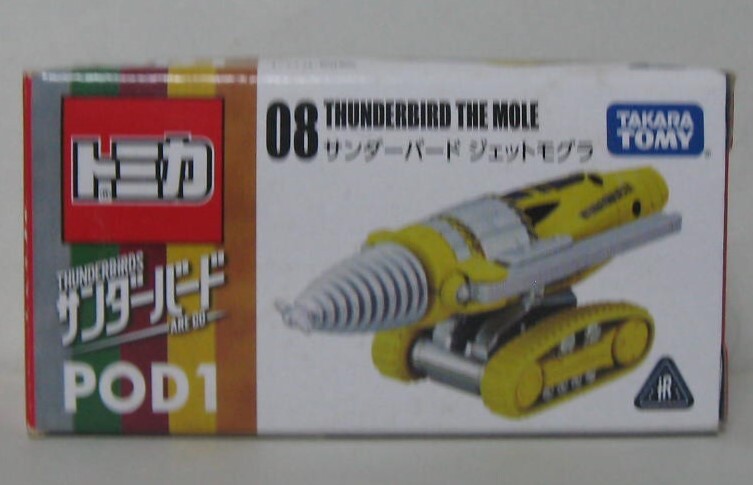 トミカ
THUNDERBIRDS
サンダーバード
ARE GO
POD1
08 THUNDERBIRD THE MOLE
サンダーバード ジェットモグラ
TAKARA
TOMY
IR